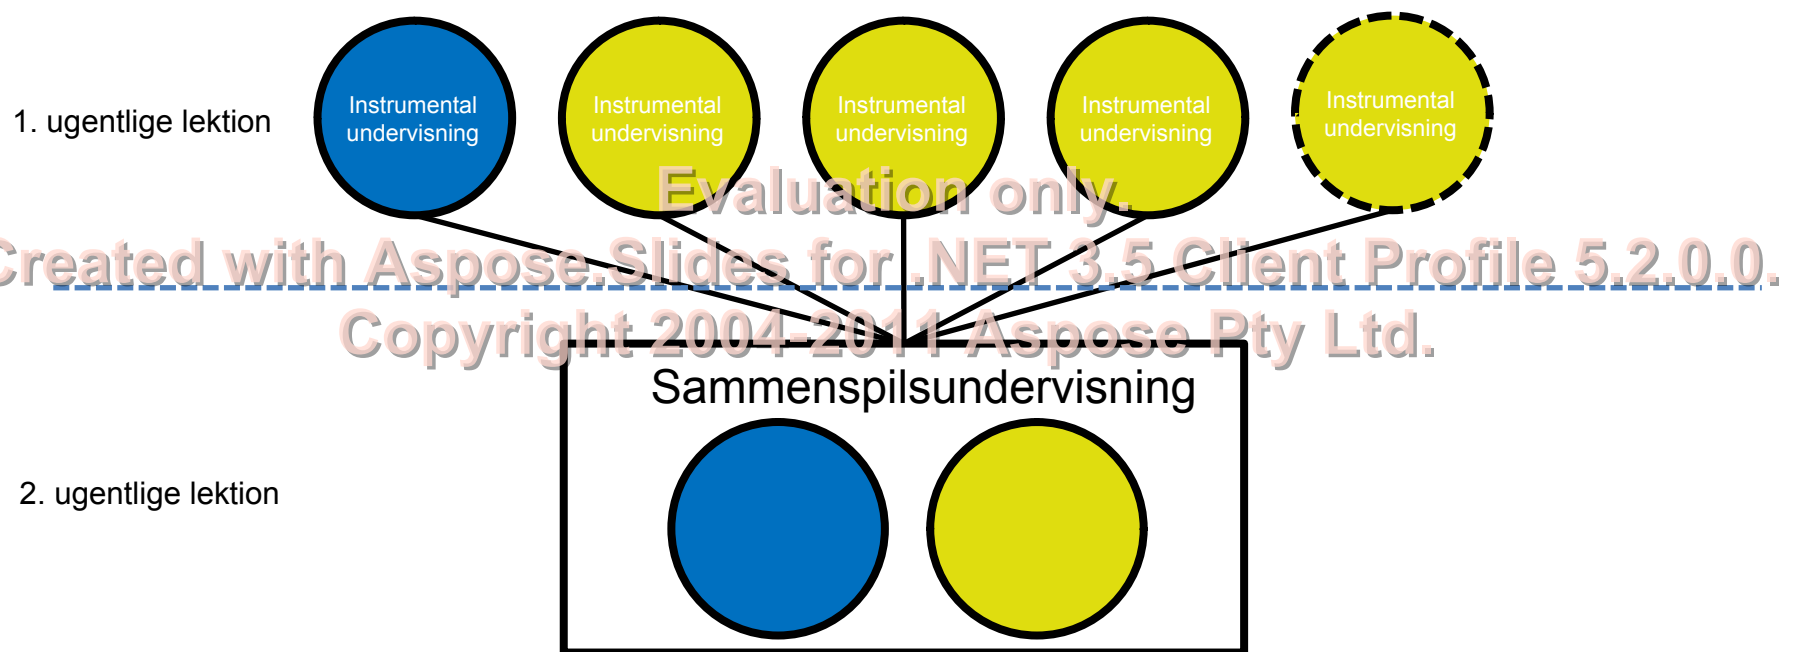 1. ugentlige lektion
Instrumental
undervisning
Instrumental
undervisning
Instrumental
undervisning
Instrumental
undervisning
Instrumental
undervisning
Evaluation only.
Created with Aspose.Slides for .NET 3.5 Client Profile 5.2.0.0.
Copyright 2004-2011 Aspose Pty Ltd.
Sammenspilsundervisning
2. ugentlige lektion